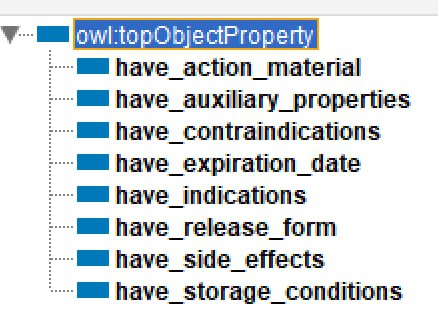 owl:topObjectProperty
have_action_material
have_auxiliary_properties
have_contraindications
have_expiration_date
have_indications
have_release_form
have_side_effects
have_storage_conditions